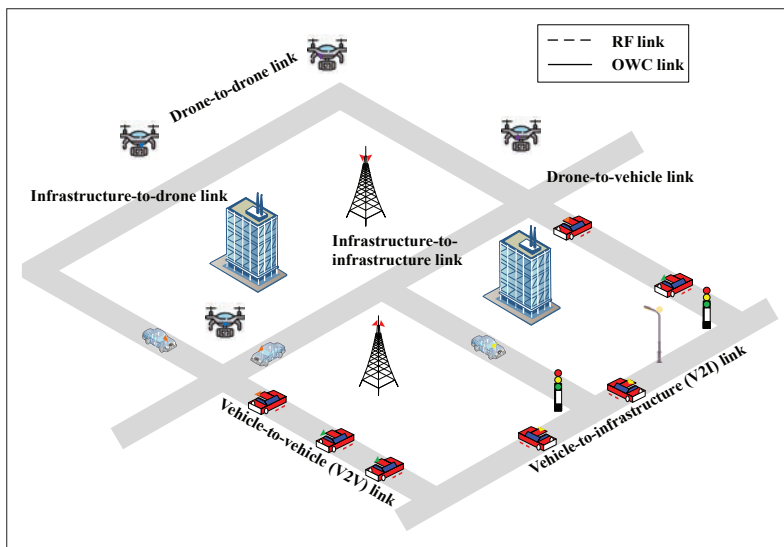 RF link
OWC link
Drone-to-drone link
Drone-to-vehicle link
Infrastructure-to-drone link
Infrastructure-to-
infrastructure link
Vehicle-to-vehicle (V2V) link
Vehicle-to-infrastructure (V2I) link